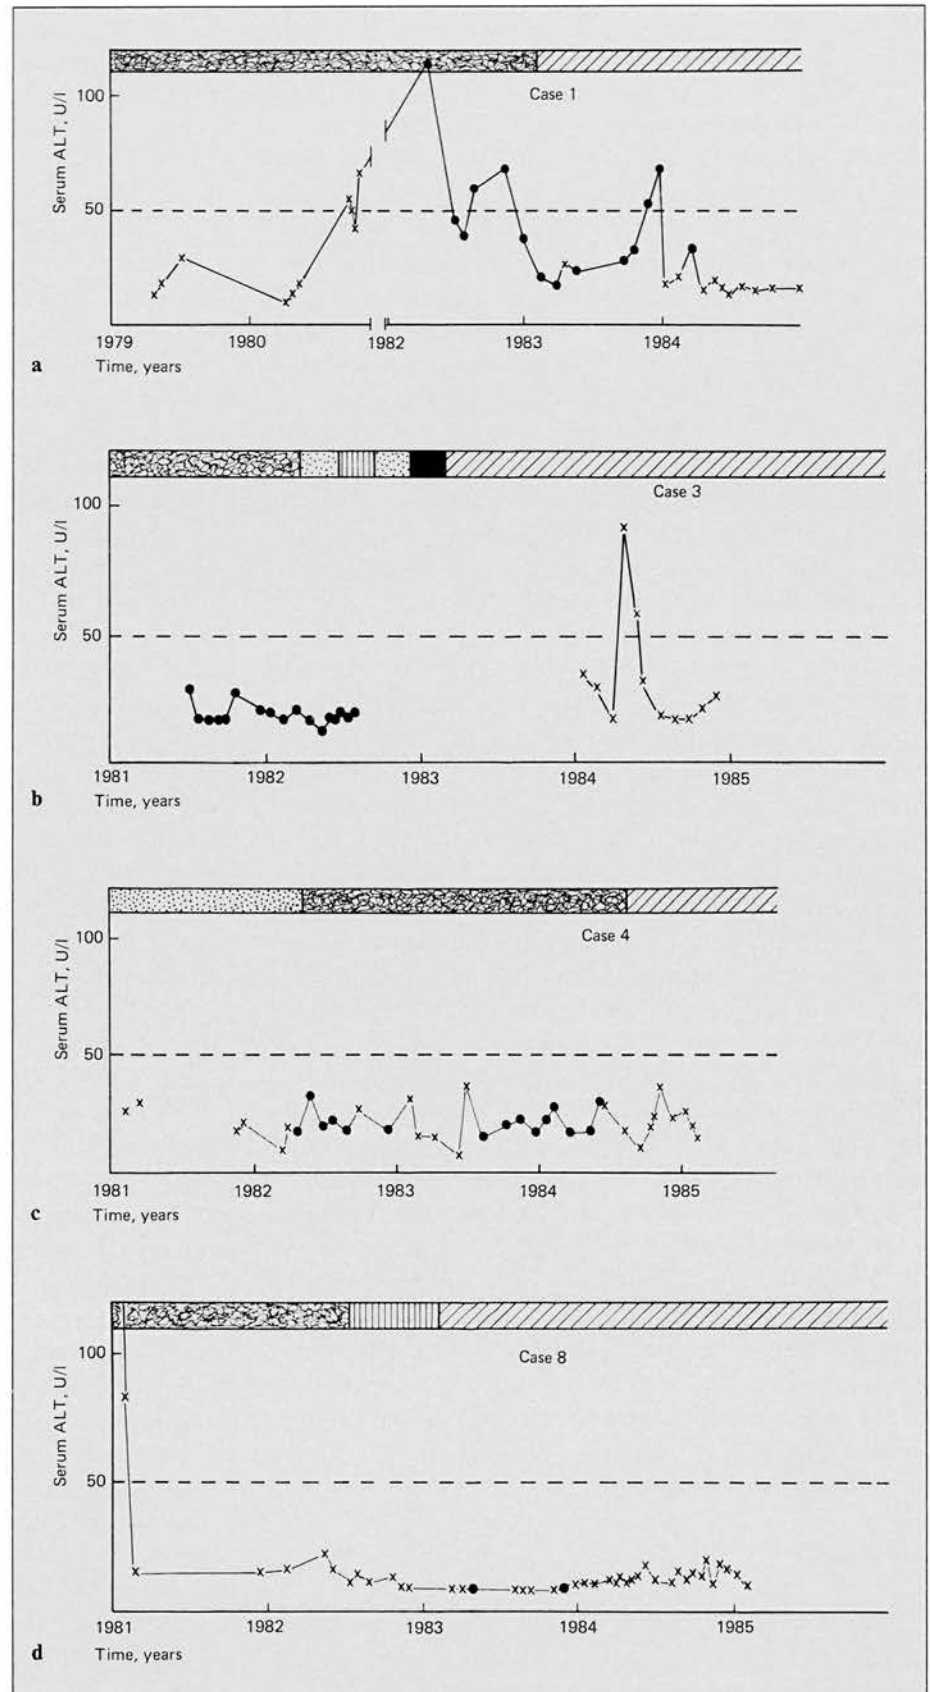 Serum ALT, U/l
100
50
Case 1
1979 1980 1982 1983 1984
a Time, years
Serum ALT, U/l
100
50
Case 3
1981 1982 1983 1984 1985
b Time, years
Serum ALT, U/l
100
50
Case 4
1981 1982 1983 1984 1985
c Time, years
Serum ALT, U/l
100
50
Case 8
1981 1982 1983 1984 1985
d Time, years